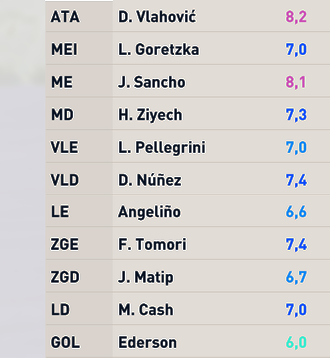 ATA D. Vlahović 8,2
MEI L. Goretzka 7,0
ME J. Sancho 8,1
MD H. Ziyech 7,3
VLE L. Pellegrini 7,0
VLD D. Núñez 7,4
LE Angeliño 6,6
ZGE F. Tomori 7,4
ZGD J. Matip 6,7
LD M. Cash 7,0
GOL Ederson 6,0